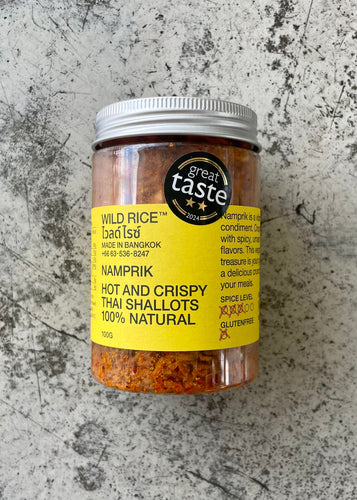 great
taste
2024
WILD RICE™
ไวลด์ไรซ์
MADE IN BANGKOK
+66 63-536-8247
NAMPRIK
HOT AND CRISPY
THAI SHALLOTS
100% NATURAL
100G
Namprik is a
condiment.
with spicy,
flavors. This
treasure is your
a delicious
your meals.
SPICE LEVEL
GLUTENFREE